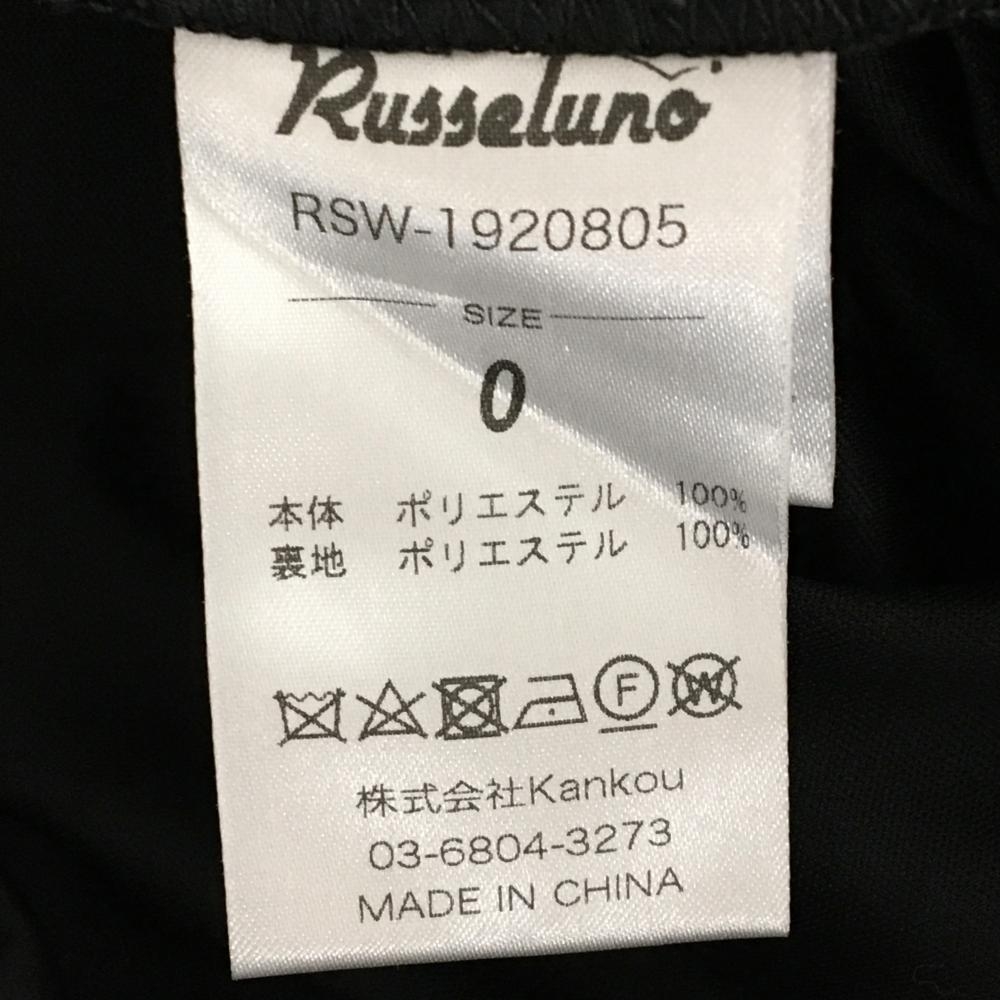 Russeluno
RSW-1920805
SIZE
0
本体 ポリエステル 100%
裏地 ポリエステル 100%
F W
株式会社Kankou
03-6804-3273
MADE IN CHINA